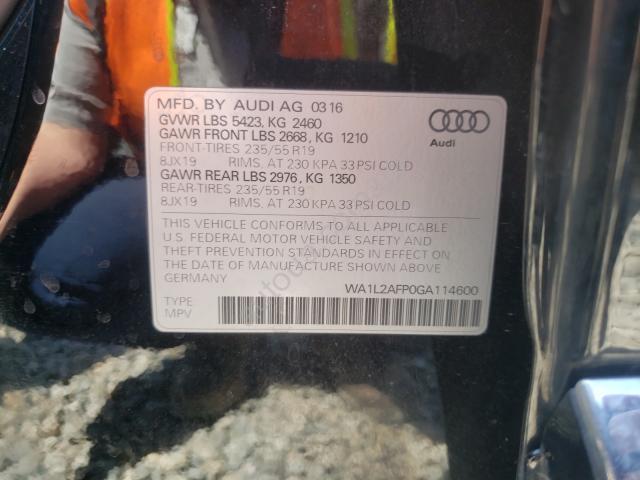 MFD. BY AUDI AG 03 16
GVWR LBS 5423, KG 2460
GAWR FRONT LBS 2668, KG 1210
FRONT-TIRES 235/55 R19
8JX19 RIMS. AT 230 KPA 33 PSI COLD
GAWR REAR LBS 2976, KG 1350
REAR-TIRES 235/55 R19
8JX19 RIMS. AT 230 KPA 33 PSI COLD
Audi
THIS VEHICLE CONFORMS TO ALL APPLICABLE
U.S. FEDERAL MOTOR VEHICLE SAFETY AND
THEFT PREVENTION STANDARDS IN EFFECT ON
THE DATE OF MANUFACTURE SHOWN ABOVE.
GERMANY
WA1L2AFP0GA114600
TYPE
MPV